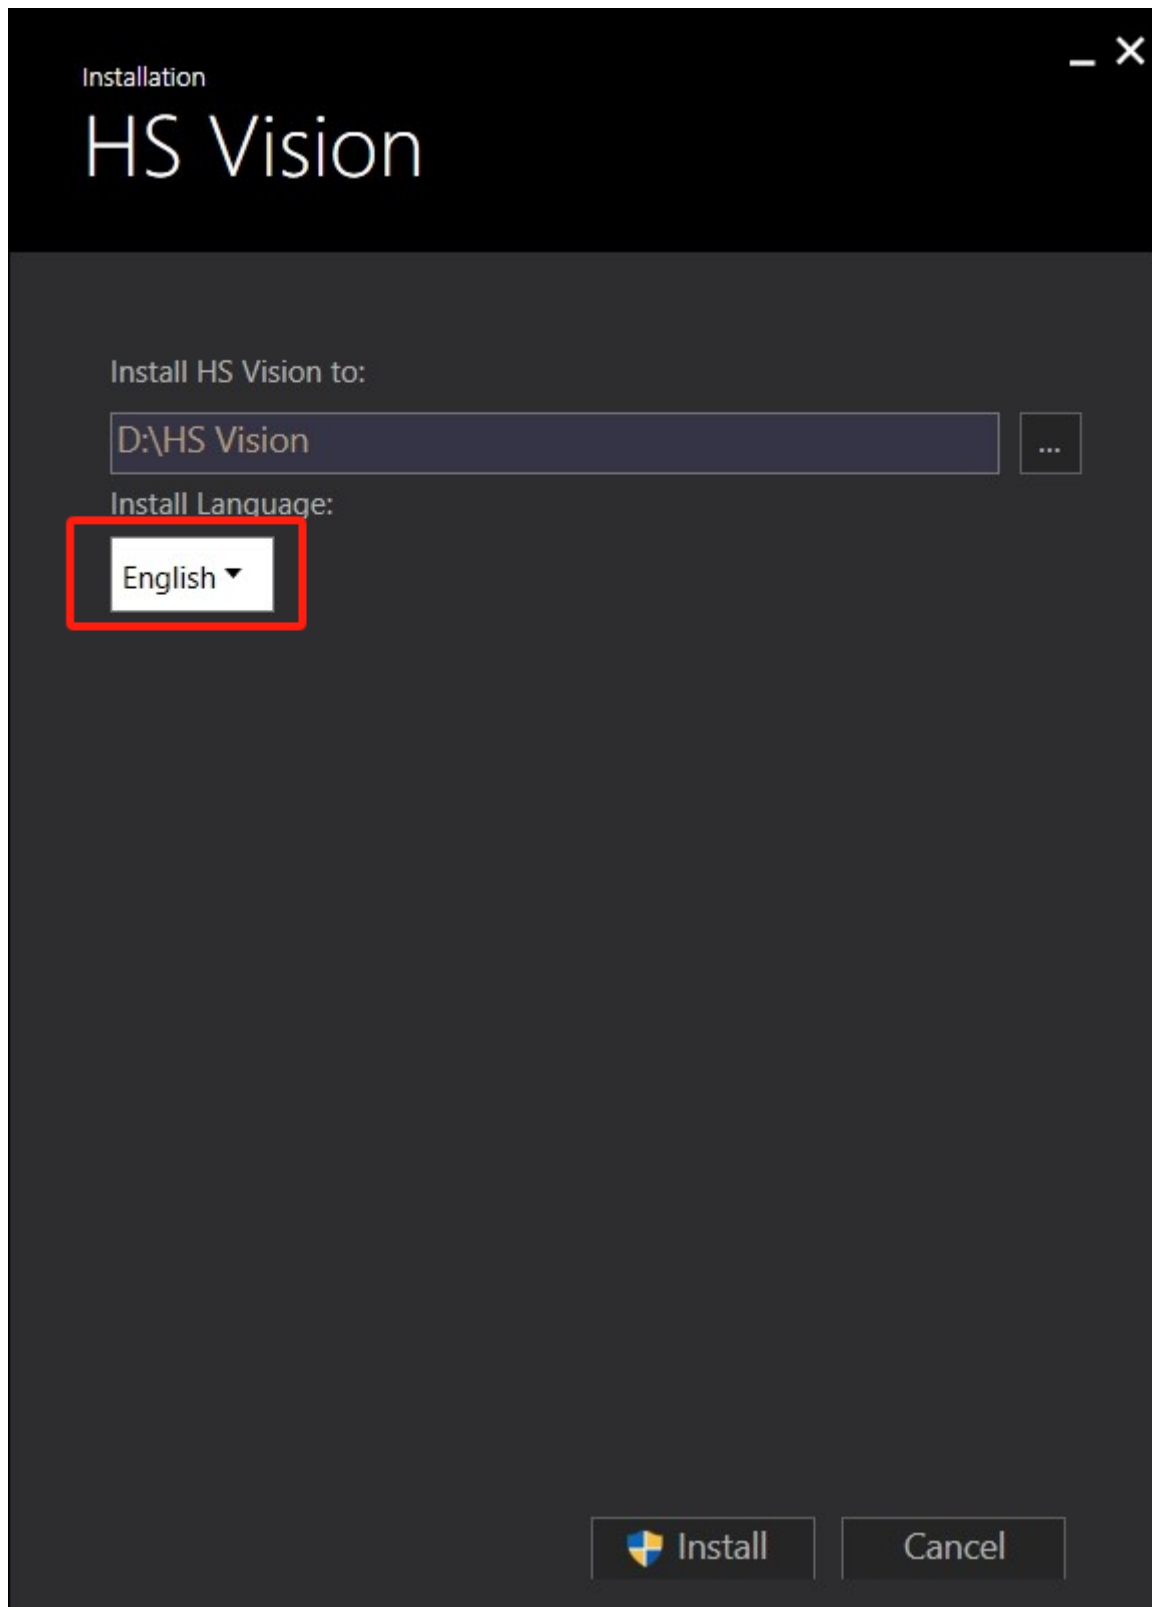 Installation
HS Vision
Install HS Vision to:
D:\HS Vision
...
Install Language:
English
Install
Cancel